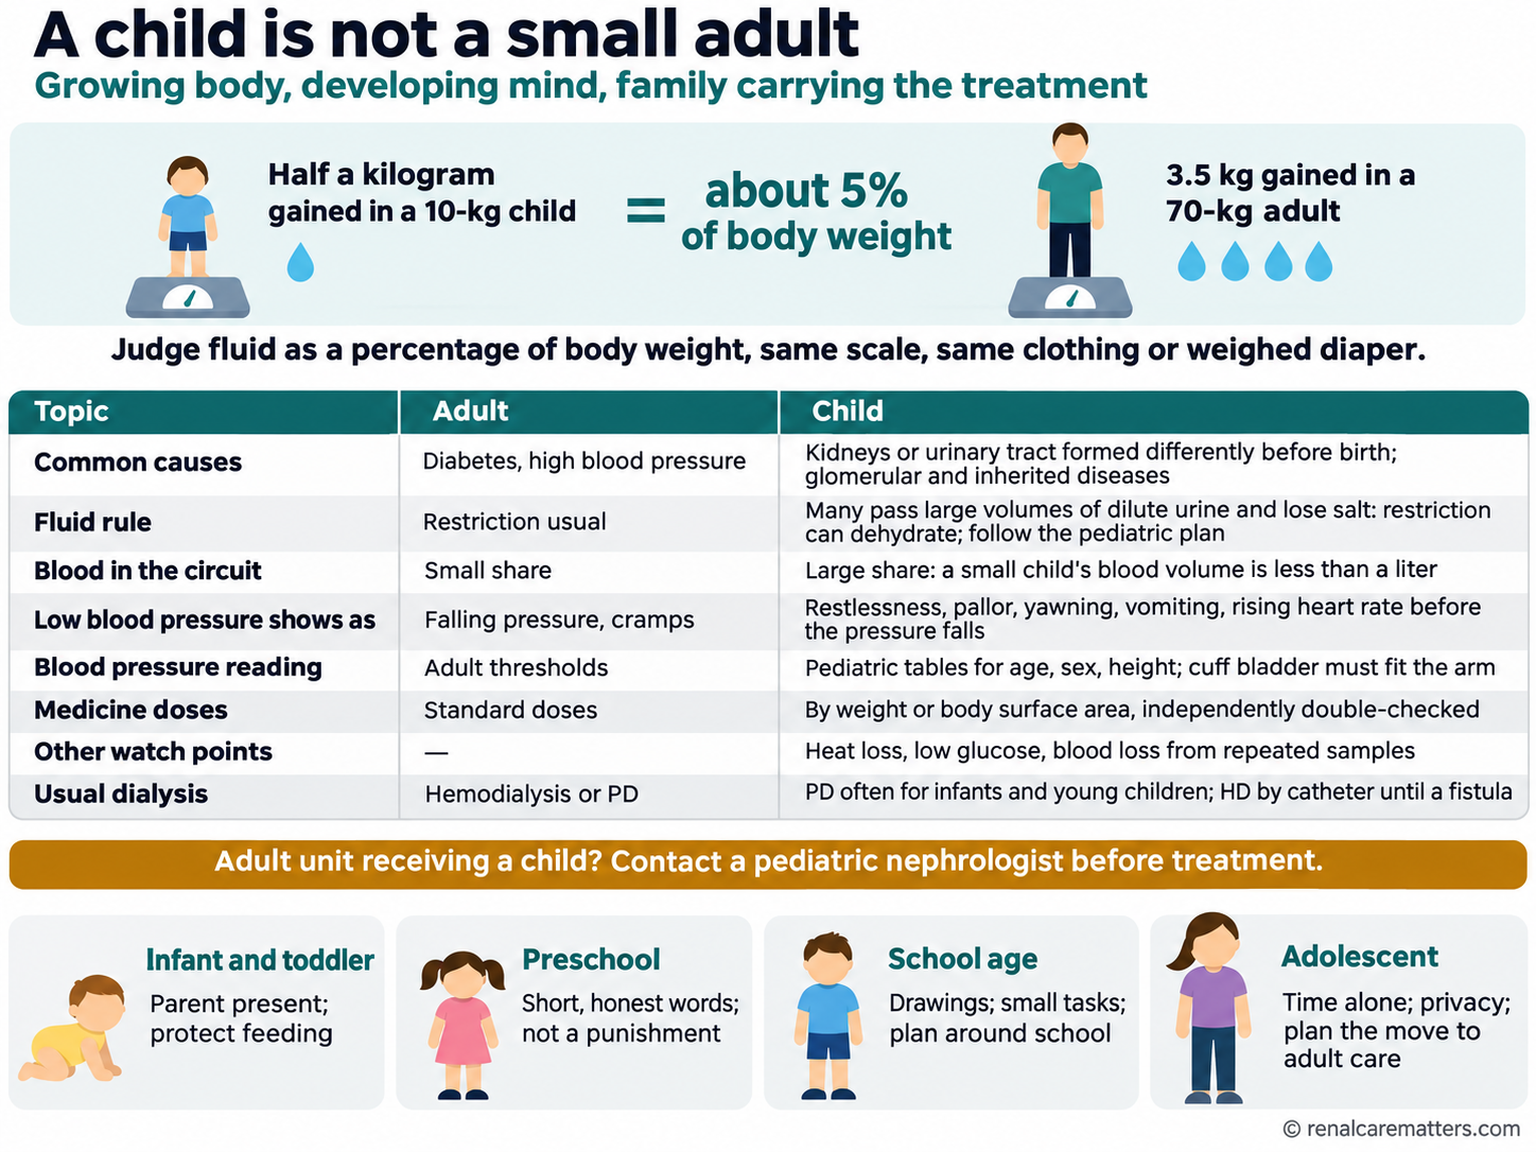 A child is not a small adult
Growing body, developing mind, family carrying the treatment
Half a kilogram
gained in a 10-kg child
=
about 5%
of body weight
3.5 kg gained in a
70-kg adult
Judge fluid as a percentage of body weight, same scale, same clothing or weighed diaper.
Topic
Adult
Child
Common causes
Diabetes, high blood pressure
Kidneys or urinary tract formed differently before birth;
glomerular and inherited diseases
Fluid rule
Restriction usual
Many pass large volumes of dilute urine and lose salt: restriction
can dehydrate; follow the pediatric plan
Blood in the circuit
Small share
Large share: a small child's blood volume is less than a liter
Low blood pressure shows as
Falling pressure, cramps
Restlessness, pallor, yawning, vomiting, rising heart rate before
the pressure falls
Blood pressure reading
Adult thresholds
Pediatric tables for age, sex, height; cuff bladder must fit the arm
Medicine doses
Standard doses
By weight or body surface area, independently double-checked
Other watch points
—
Heat loss, low glucose, blood loss from repeated samples
Usual dialysis
Hemodialysis or PD
PD often for infants and young children; HD by catheter until a fistula
Adult unit receiving a child? Contact a pediatric nephrologist before treatment.
Infant and toddler
Parent present;
protect feeding
Preschool
Short, honest words;
not a punishment
School age
Drawings; small tasks;
plan around school
Adolescent
Time alone; privacy;
plan the move to
adult care
© renalcarematters.com